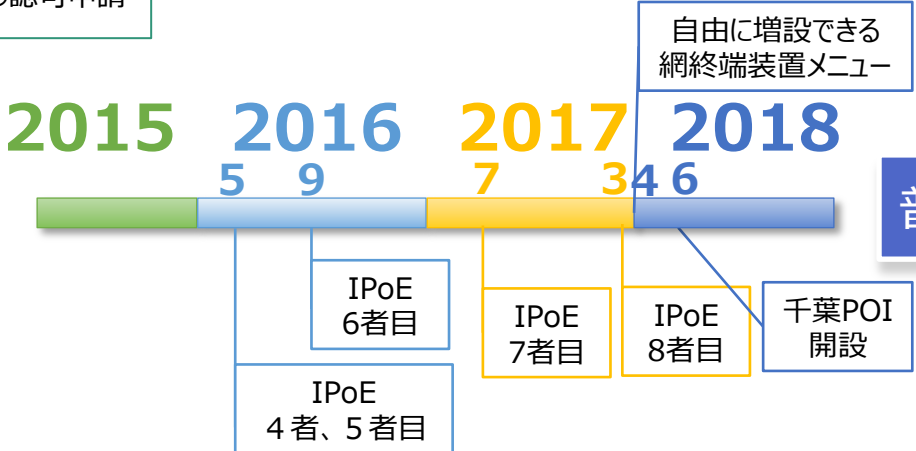 自由に増設できる
網終端装置メニュー
2015 2016 2017 2018
5 9 7 3 4 6
IPoE
6者目
IPoE
7者目
IPoE
8者目
千葉POI
開設
IPoE
４者、５者目